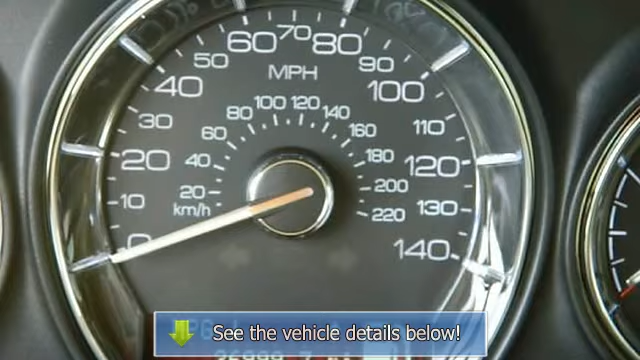 60 70 80
50 90
MPH
40 100
80 100 120 140
30 60 160 110
20 40 180 120
20 200
10 km/h 220 130
0 140
See the vehicle details below!